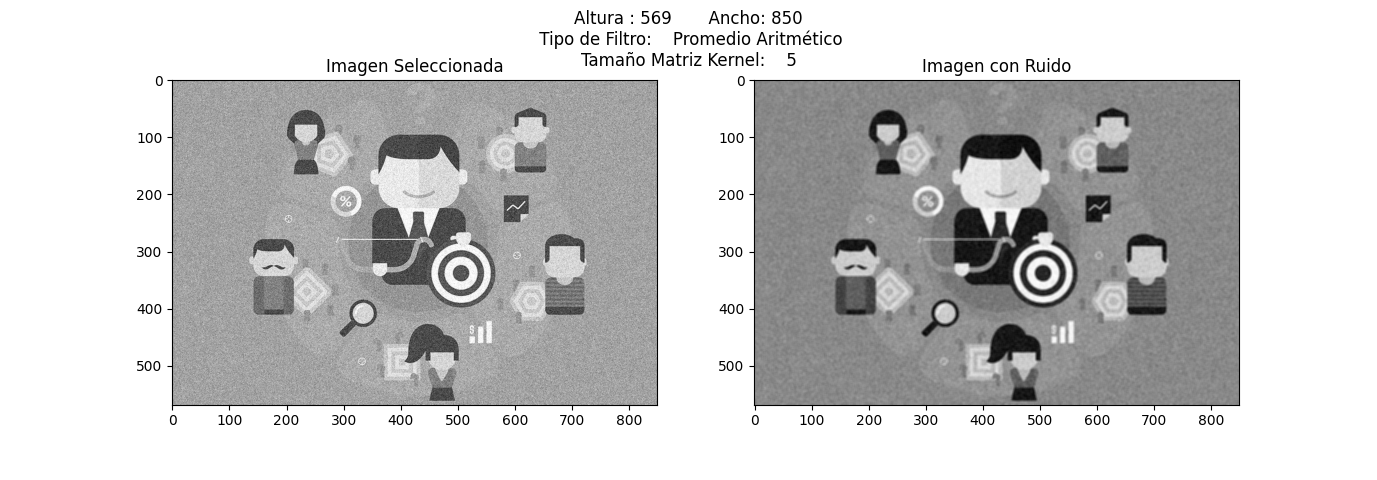 Altura : 569 Ancho: 850
Tipo de Filtro: Promedio Aritmético
Tamaño Matriz Kernel: 5
Imagen Seleccionada
Imagen con Ruido
0
100
200
300
400
500
0 100 200 300 400 500 600 700 800
%
?
0
100
200
300
400
500
0 100 200 300 400 500 600 700 800
%
?